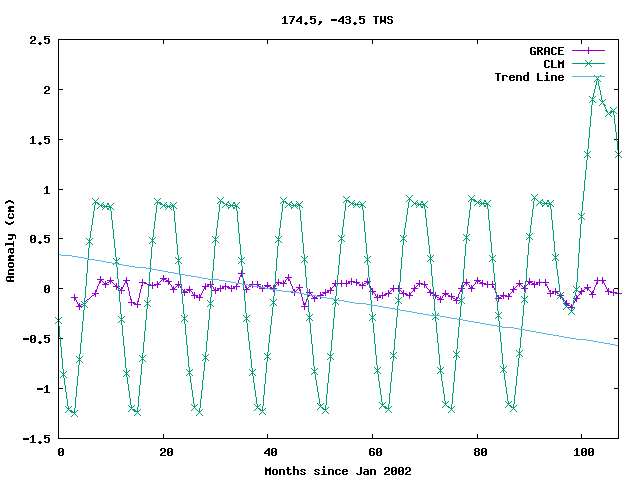 174.5, -43.5 TWS
GRACE
CLM
Trend Line
2.5
2
1.5
1
0.5
0
-0.5
-1
-1.5
Anomaly (cm)
0 20 40 60 80 100
Months since Jan 2002